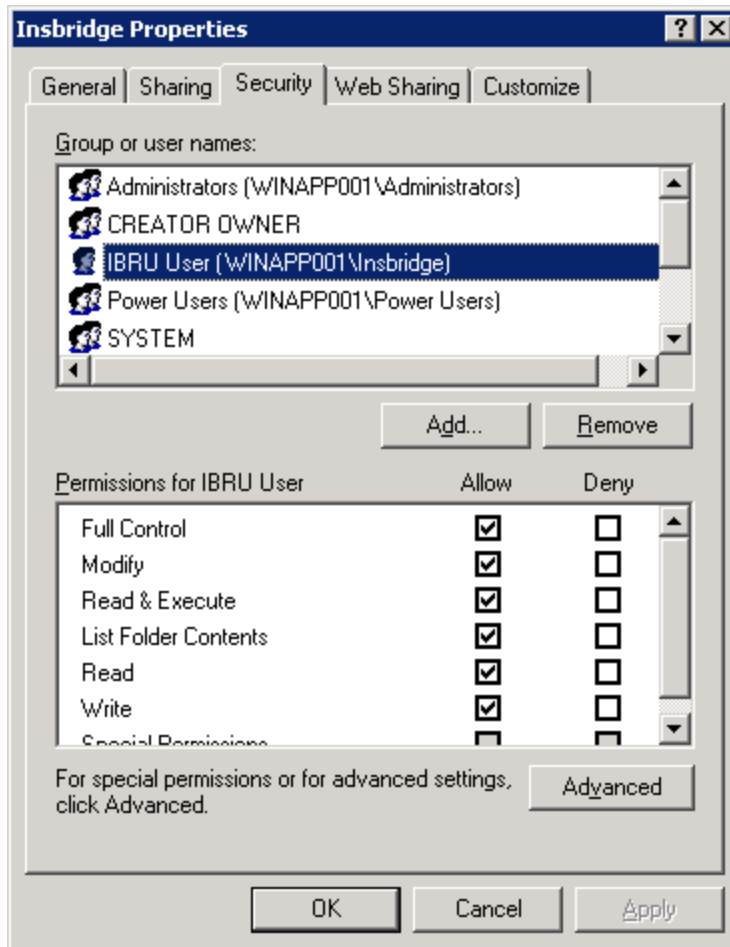 Insbridge Properties
General Sharing Security Web Sharing Customize
Group or user names:
Administrators (WINAPP001\Administrators)
CREATOR OWNER
IBRU User (WINAPP001\Insbridge)
Power Users (WINAPP001\Power Users)
SYSTEM
Add... Remove
Permissions for IBRU User Allow Deny
Full Control
Modify
Read & Execute
List Folder Contents
Read
Write
Special Permissions
For special permissions or for advanced settings,
click Advanced.
Advanced
OK Cancel Apply